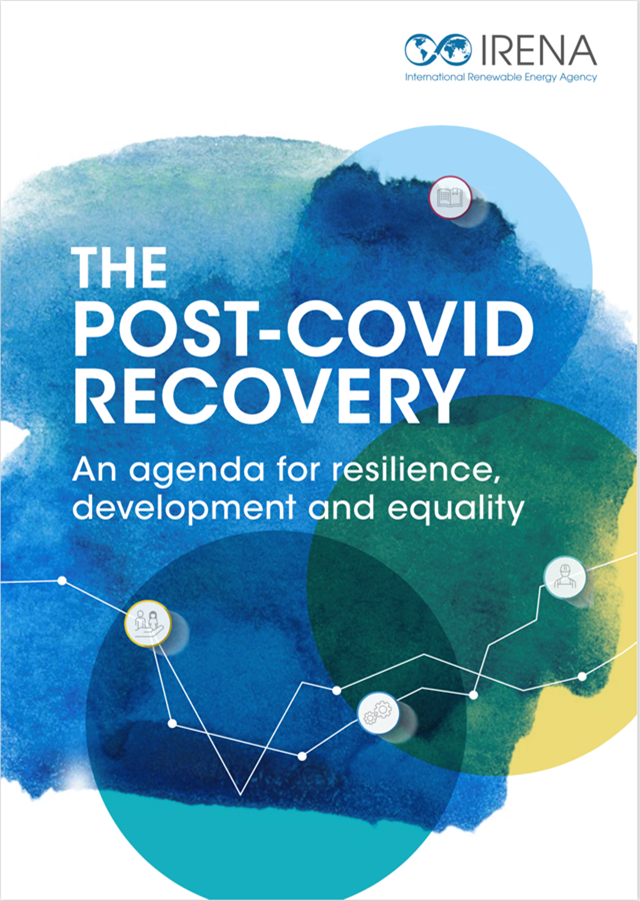 IRENA
International Renewable Energy Agency
THE
POST-COVID
RECOVERY
An agenda for resilience,
development and equality